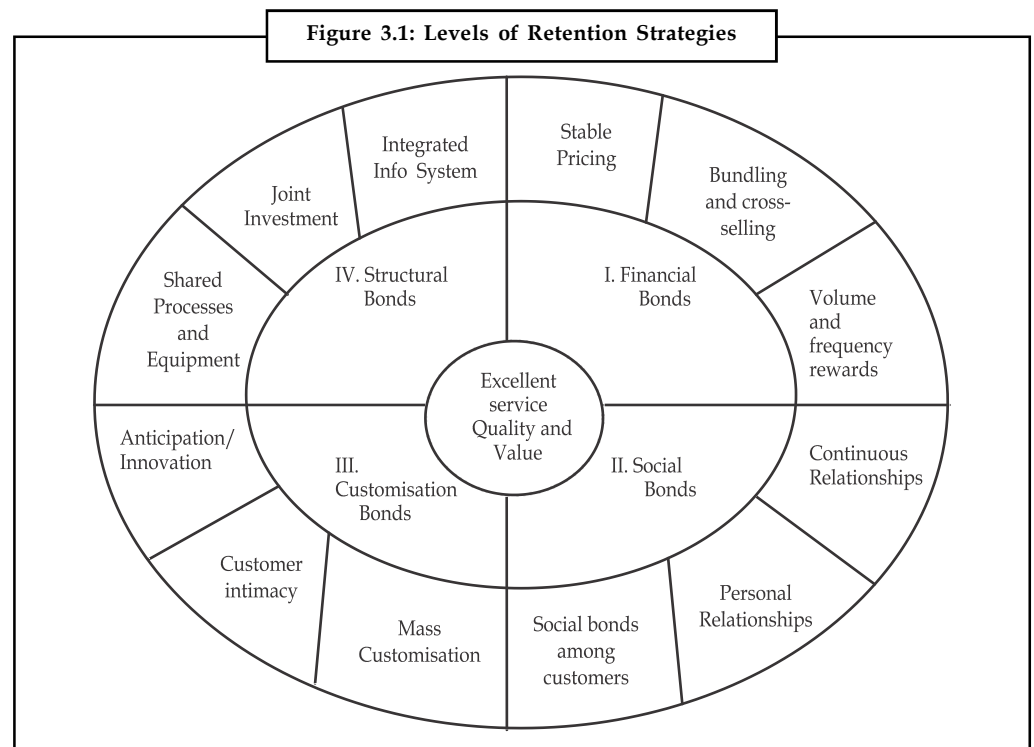 Figure 3.1: Levels of Retention Strategies
Stable
Pricing
Bundling
and cross-
selling
Volume
and
frequency
rewards
Continuous
Relationships
Personal
Relationships
Social bonds
among
customers
Mass
Customisation
Customer
intimacy
Anticipation/
Innovation
Shared
Processes
and
Equipment
Joint
Investment
Integrated
Info System
I. Financial
Bonds
II. Social
Bonds
III.
Customisation
Bonds
IV. Structural
Bonds
Excellent
service
Quality and
Value